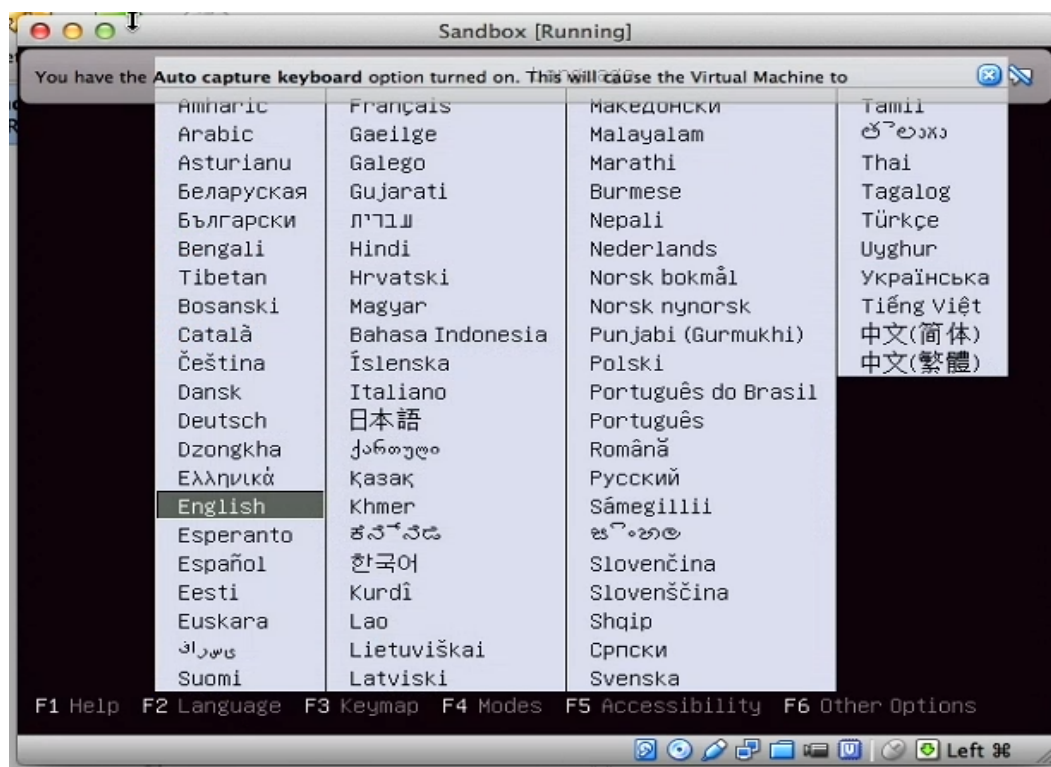 Sandbox [Running]
You have the Auto capture keyboard option turned on. This will cause the Virtual Machine to
Language
Amharic
Arabic
Asturianu
Беларуская
Български
Bengali
Tibetan
Bosanski
Català
Čeština
Dansk
Deutsch
Dzongkha
Ελληνικά
English
Esperanto
Español
Eesti
Euskara
فارسی
Suomi
Français
Gaeilge
Galego
Gujarati
עברית
Hindi
Hrvatski
Magyar
Bahasa Indonesia
Íslenska
Italiano
日本語
ქართული
Қазақ
Khmer
ಕನ್ನಡ
한국어
Kurdî
Lao
Lietuviškai
Latviski
Македонски
Malayalam
Marathi
Burmese
Nepali
Nederlands
Norsk bokmål
Norsk nynorsk
Punjabi (Gurmukhi)
Polski
Português do Brasil
Português
Română
Русский
Sámegillii
සිංහල
Slovenčina
Slovenščina
Shqip
Српски
Svenska
Tamil
తెలుగు
Thai
Tagalog
Türkçe
Uyghur
Українська
Tiếng Việt
中文(简体)
中文(繁體)
F1 Help F2 Language F3 Keymap F4 Modes F5 Accessibility F6 Other Options
Left ⌘